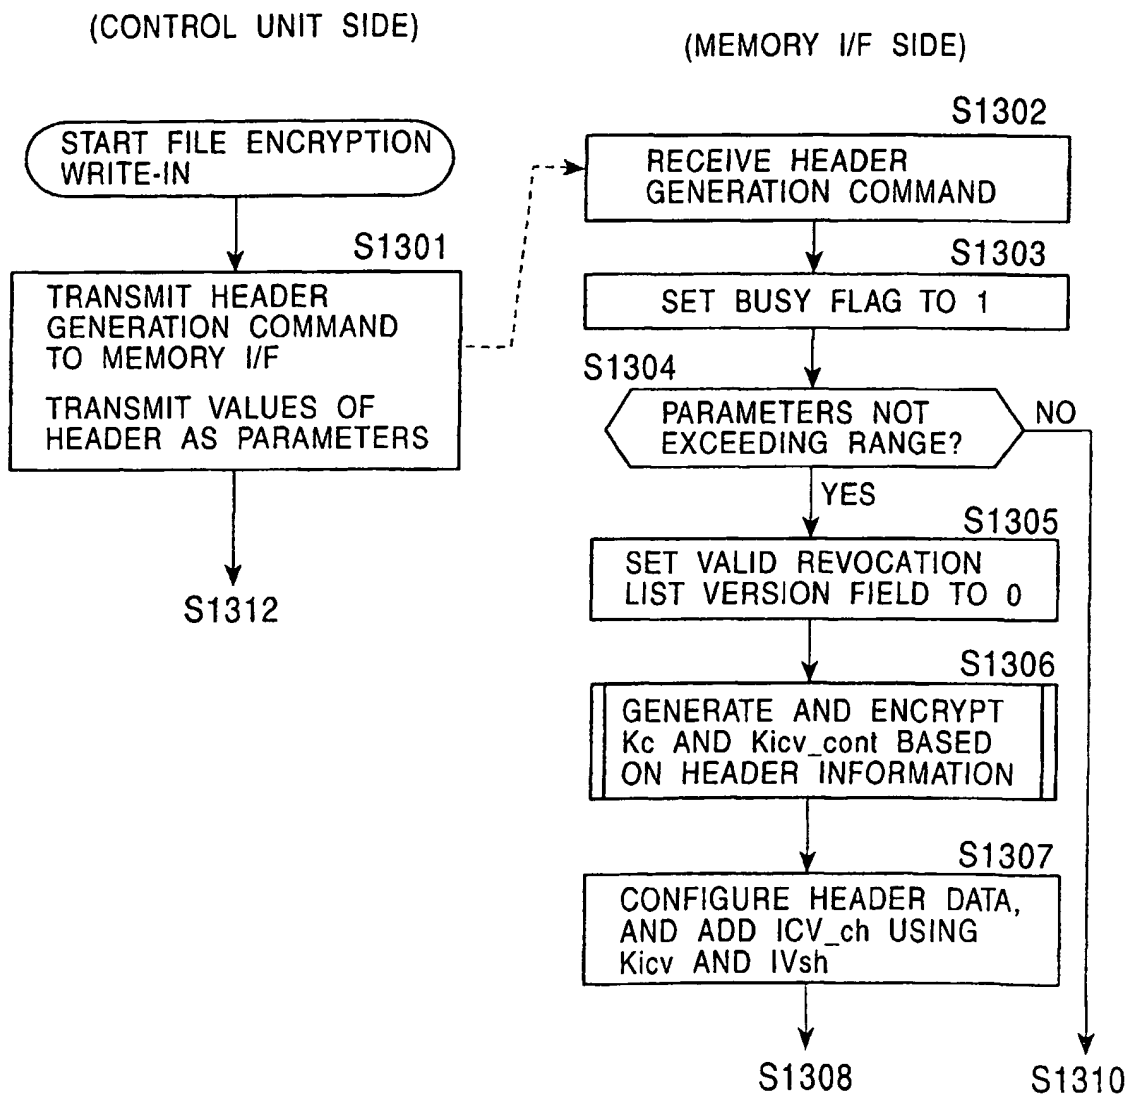 (CONTROL UNIT SIDE)
START FILE ENCRYPTION
WRITE-IN
S1301
TRANSMIT HEADER
GENERATION COMMAND
TO MEMORY I/F
TRANSMIT VALUES OF
HEADER AS PARAMETERS
S1312
(MEMORY I/F SIDE)
S1302
RECEIVE HEADER
GENERATION COMMAND
S1303
SET BUSY FLAG TO 1
S1304
PARAMETERS NOT
EXCEEDING RANGE?
NO
YES
S1305
SET VALID REVOCATION
LIST VERSION FIELD TO 0
S1306
GENERATE AND ENCRYPT
Kc AND Kicv_cont BASED
ON HEADER INFORMATION
S1307
CONFIGURE HEADER DATA,
AND ADD ICV_ch USING
Kicv AND IVsh
S1308
S1310